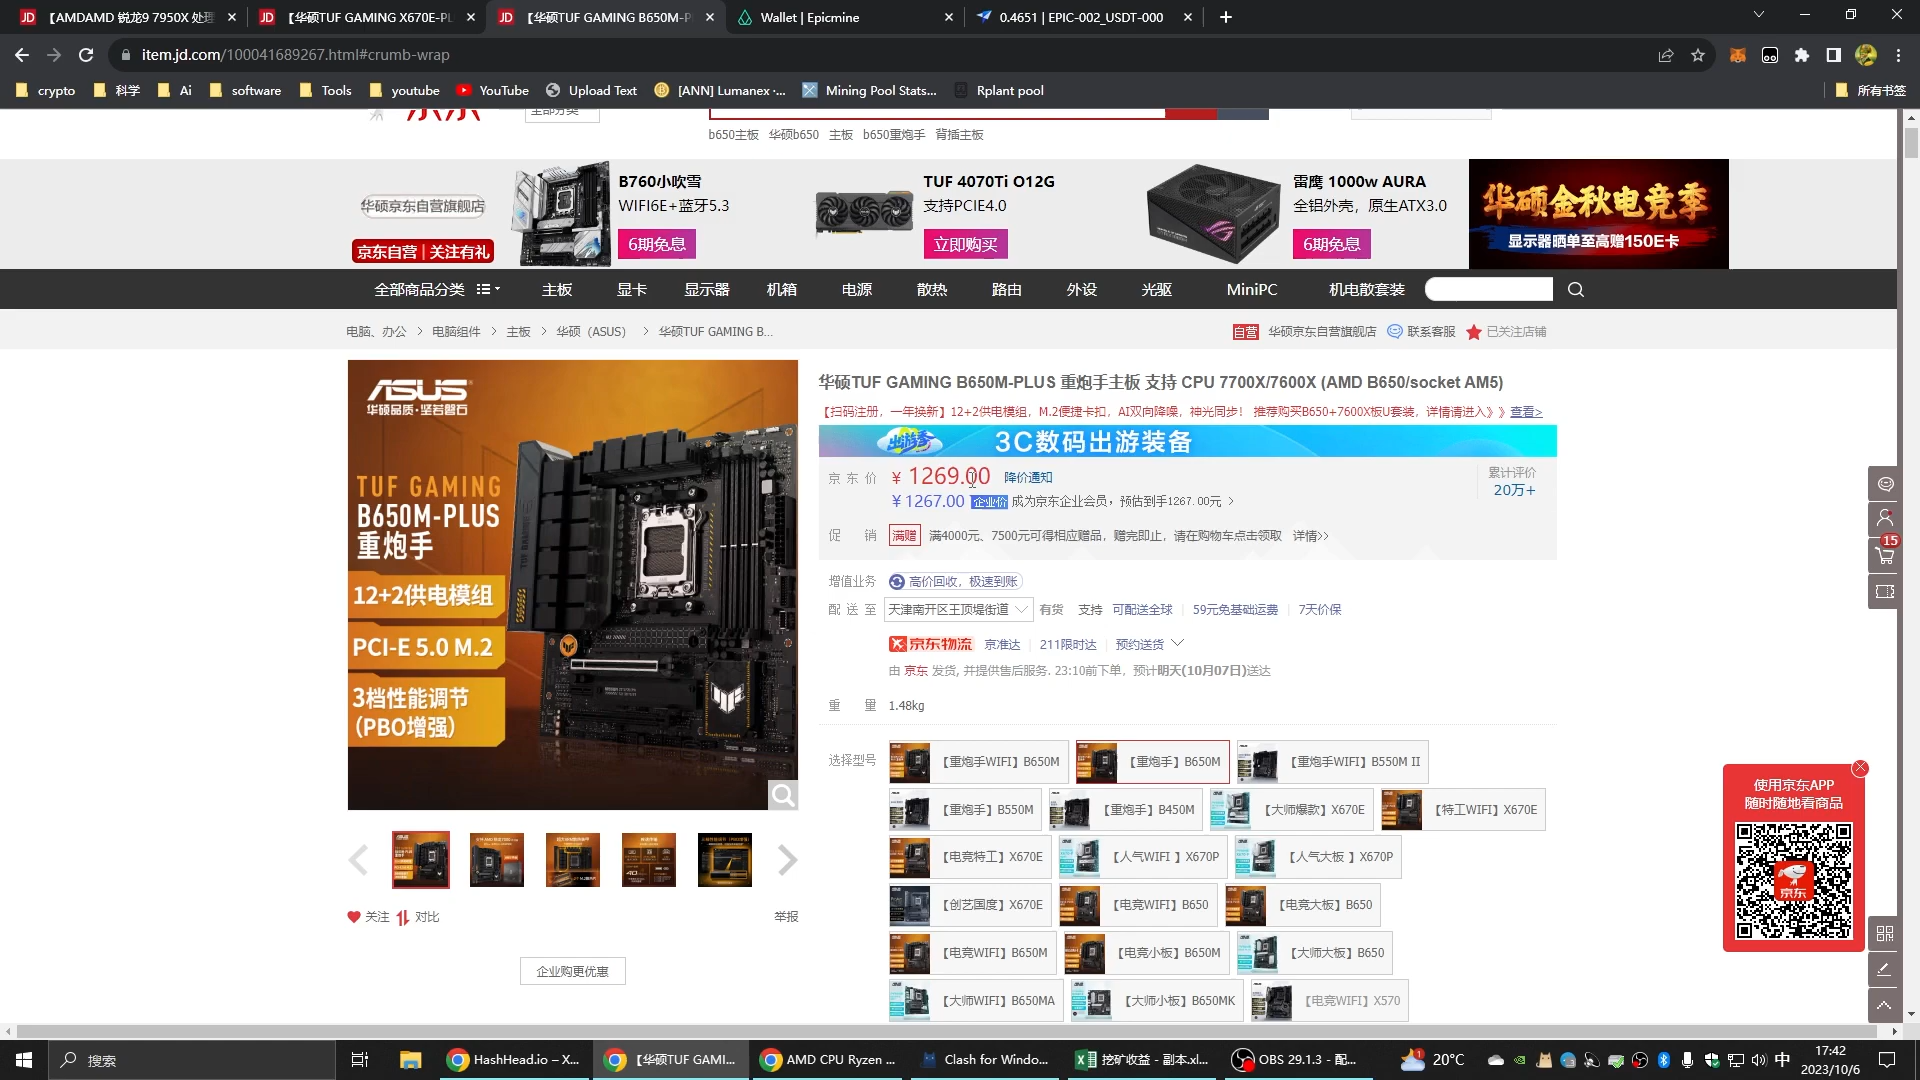 【AMDAMD 锐龙9 7950X 处理
【华硕TUF GAMING X670E-PL
【华硕TUF GAMING B650M-P
Wallet | Epicmine
0.4651 | EPIC-002_USDT-000
item.jd.com/100041689267.html#crumb-wrap
crypto
科学
Ai
software
Tools
youtube
YouTube
Upload Text
[ANN] Lumanex -...
Mining Pool Stats...
Rplant pool
所有书签
b650主板 华硕b650 主板 b650重炮手 背插主板
华硕京东自营旗舰店
京东自营 | 关注有礼
B760小吹雪
WIFI6E+蓝牙5.3
6期免息
TUF 4070Ti O12G
支持PCIE4.0
立即购买
雷鹰 1000w AURA
全铝外壳，原生ATX3.0
6期免息
华硕金秋电竞季
显示器晒单至高赠150E卡
全部商品分类 主板 显卡 显示器 机箱 电源 散热 路由 外设 光驱 MiniPC 机电散套装
电脑、办公 > 电脑组件 > 主板 > 华硕（ASUS） > 华硕TUF GAMING B...
自营 华硕京东自营旗舰店 联系客服 已关注店铺
ASUS
华硕品质·坚若磐石
TUF GAMING
B650M-PLUS
重炮手
12+2供电模组
PCI-E 5.0 M.2
3档性能调节
（PBO增强）
关注 对比
举报
企业购更优惠
华硕TUF GAMING B650M-PLUS 重炮手主板 支持 CPU 7700X/7600X (AMD B650/socket AM5)
【扫码注册，一年换新】12+2供电模组，M.2便捷卡扣，AI双向降噪，神光同步！ 推荐购买B650+7600X板U套装，详情请进入》》查看>
出游季
3C数码出游装备
京东价 ￥1269.00 降价通知
累计评价
20万+
￥1267.00 企业价 成为京东企业会员，预估到手1267.00元 >
促销 满赠 满4000元、7500元可得相应赠品，赠完即止，请在购物车点击领取 详情>>
增值业务 高价回收，极速到账
配送至 天津南开区王顶堤街道 有货 支持 可配送全球 | 59元免基础运费 | 7天价保
京东物流 京准达 | 211限时达 | 预约送货
由 京东 发货, 并提供售后服务. 23:10前下单，预计明天(10月07日)送达
重量 1.48kg
选择型号
【重炮手WIFI】B650M
【重炮手】B650M
【重炮手WIFI】B550M II
【重炮手】B550M
【重炮手】B450M
【大师爆款】X670E
【特工WIFI】X670E
【电竞特工】X670E
【人气WIFI 】X670P
【人气大板 】X670P
【创艺国度】X670E
【电竞WIFI】B650
【电竞大板】B650
【电竞WIFI】B650M
【电竞小板】B650M
【大师大板】B650
【大师WIFI】B650MA
【大师小板】B650MK
【电竞WIFI】X570
15
使用京东APP
随时随地看商品
京东
搜索
HashHead.io – X...
【华硕TUF GAMI...
AMD CPU Ryzen ...
Clash for Windo...
挖矿收益 - 副本.xl...
OBS 29.1.3 - 配...
20°C
中
17:42
2023/10/6